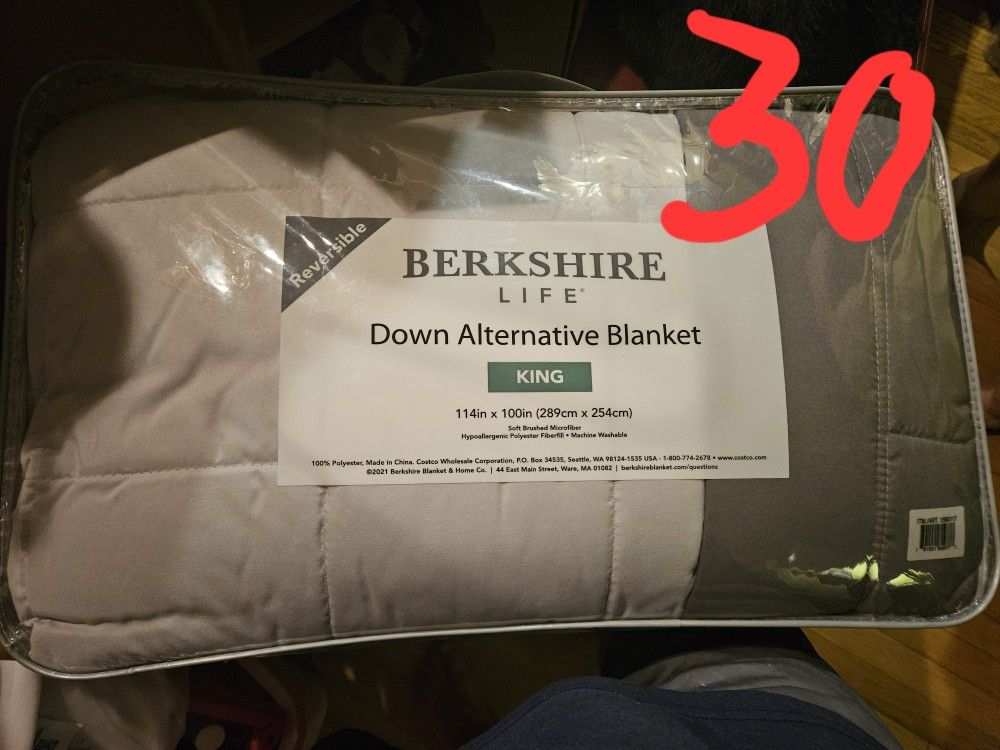 30
Reversible
BERKSHIRE
LIFE®
Down Alternative Blanket
KING
114in x 100in (289cm x 254cm)
Soft Brushed Microfiber
Hypoallergenic Polyester Fiberfill • Machine Washable
100% Polyester, Made in China. Costco Wholesale Corporation, P.O. Box 34535, Seattle, WA 98124-1535 USA · 1-800-774-2678 • www.costco.com
©2021 Berkshire Blanket & Home Co. | 44 East Main Street, Ware, MA 01082 | berkshireblanket.com/questions
ITM./ART. 1590117